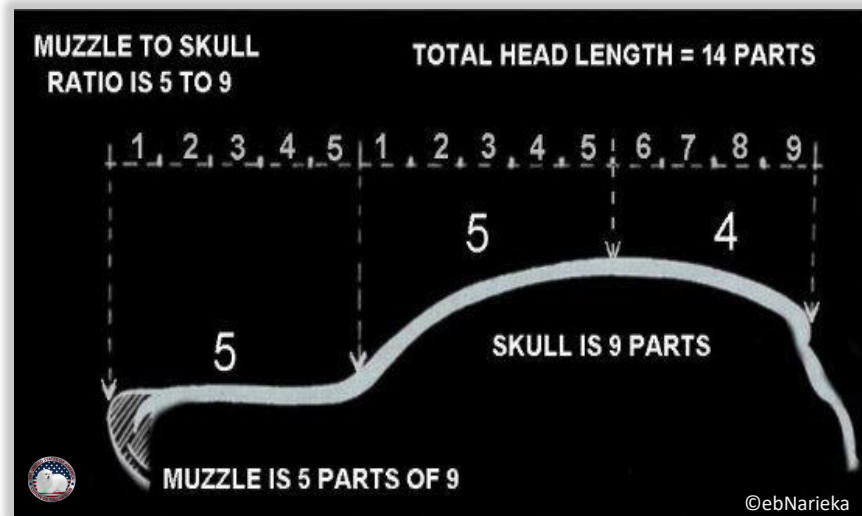 MUZZLE TO SKULL
RATIO IS 5 TO 9
TOTAL HEAD LENGTH = 14 PARTS
1 2 3 4 5 1 2 3 4 5 6 7 8 9
5 4
5
SKULL IS 9 PARTS
MUZZLE IS 5 PARTS OF 9
©ebNarieka